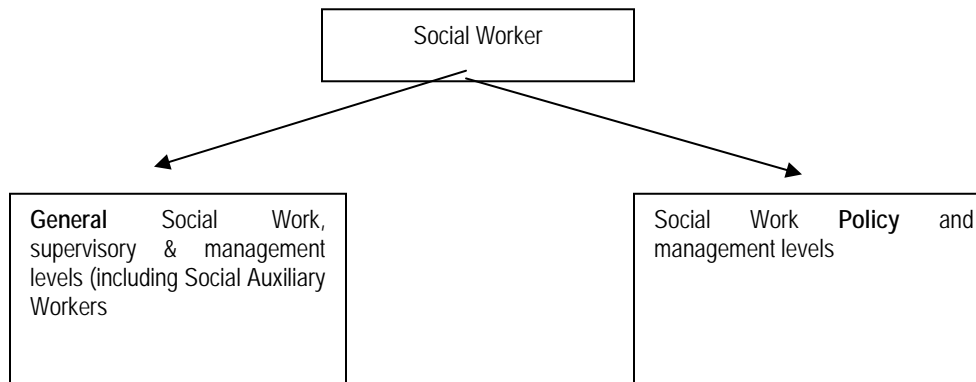 Social Worker
General Social Work,
supervisory & management
levels (including Social Auxiliary
Workers
Social Work Policy and
management levels